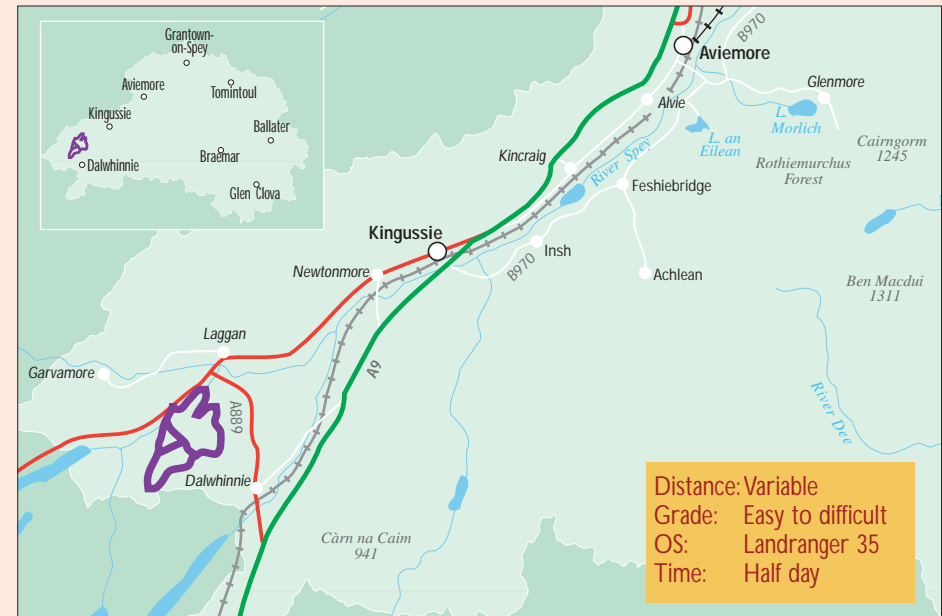 Grantown-
on-Spey
Aviemore
Tomintoul
Kingussie
Ballater
Braemar
Dalwhinnie
Glen Clova
B970
Aviemore
Glenmore
Alvie
L.
Morlich
L. an
Eilean
Cairngorm
1245
Kincraig
River Spey
Rothiemurchus
Forest
Feshiebridge
Kingussie
Insh
B970
Newtonmore
Achlean
Ben Macdui
1311
Laggan
A9
Garvamore
A889
River Dee
Dalwhinnie
Càrn na Caim
941
Distance: Variable
Grade: Easy to difficult
OS: Landranger 35
Time: Half day